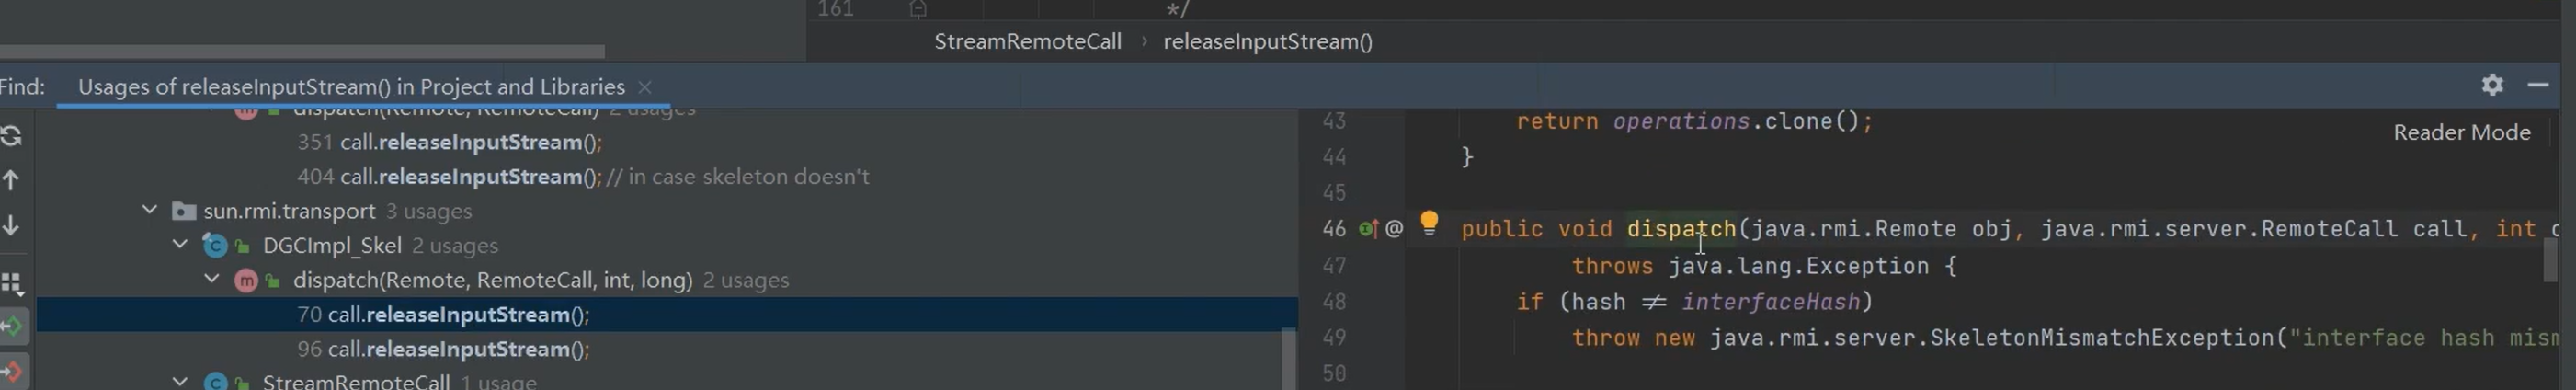 161 */
StreamRemoteCall › releaseInputStream()
Find: Usages of releaseInputStream() in Project and Libraries ×
dispatch(Remote, RemoteCall) 2 usages
351 call.releaseInputStream();
404 call.releaseInputStream(); // in case skeleton doesn't
sun.rmi.transport 3 usages
DGCImpl_Skel 2 usages
dispatch(Remote, RemoteCall, int, long) 2 usages
70 call.releaseInputStream();
96 call.releaseInputStream();
StreamRemoteCall 1 usage
Reader Mode
43 return operations.clone();
44 }
45
46 @ public void dispatch(java.rmi.Remote obj, java.rmi.server.RemoteCall call, int
47 throws java.lang.Exception {
48 if (hash ≠ interfaceHash)
49 throw new java.rmi.server.SkeletonMismatchException("interface hash mism
50